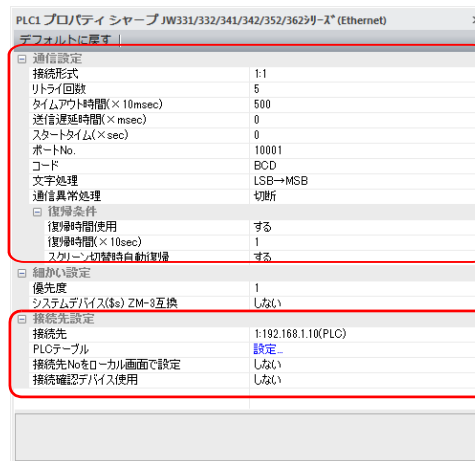 PLC1 プロパティ シャープ JW331/332/341/342/352/362ｼﾘｰｽﾞ(Ethernet)
デフォルトに戻す
通信設定
接続形式 1:1
リトライ回数 5
タイムアウト時間(×10msec) 500
送信遅延時間(×msec) 0
スタートタイム(×sec) 0
ポートNo. 10001
コード BCD
文字処理 LSB→MSB
通信異常処理 切断
復帰条件
復帰時間使用 する
復帰時間(×10sec) 1
スクリーン切替時自動復帰 する
細かい設定
優先度 1
システムデバイス($s) ZM-3互換 しない
接続先設定
接続先 1:192.168.1.10(PLC)
PLCテーブル 設定...
接続先Noをローカル画面で設定 しない
接続確認デバイス使用 しない